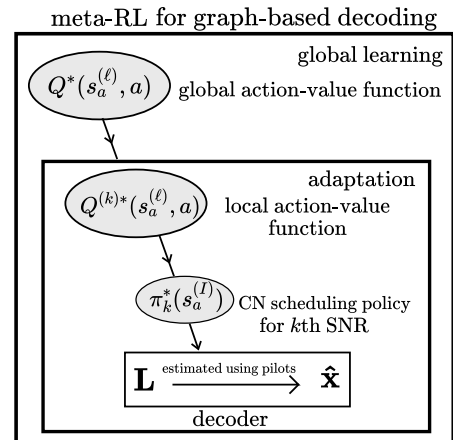 meta-RL for graph-based decoding
global learning
Q*(s_a^(ℓ), a)
global action-value function
adaptation
Q^(k)*(s_a^(ℓ), a)
local action-value
function
π_k^*(s_a^(I))
CN scheduling policy
for kth SNR
L estimated using pilots x̂
decoder